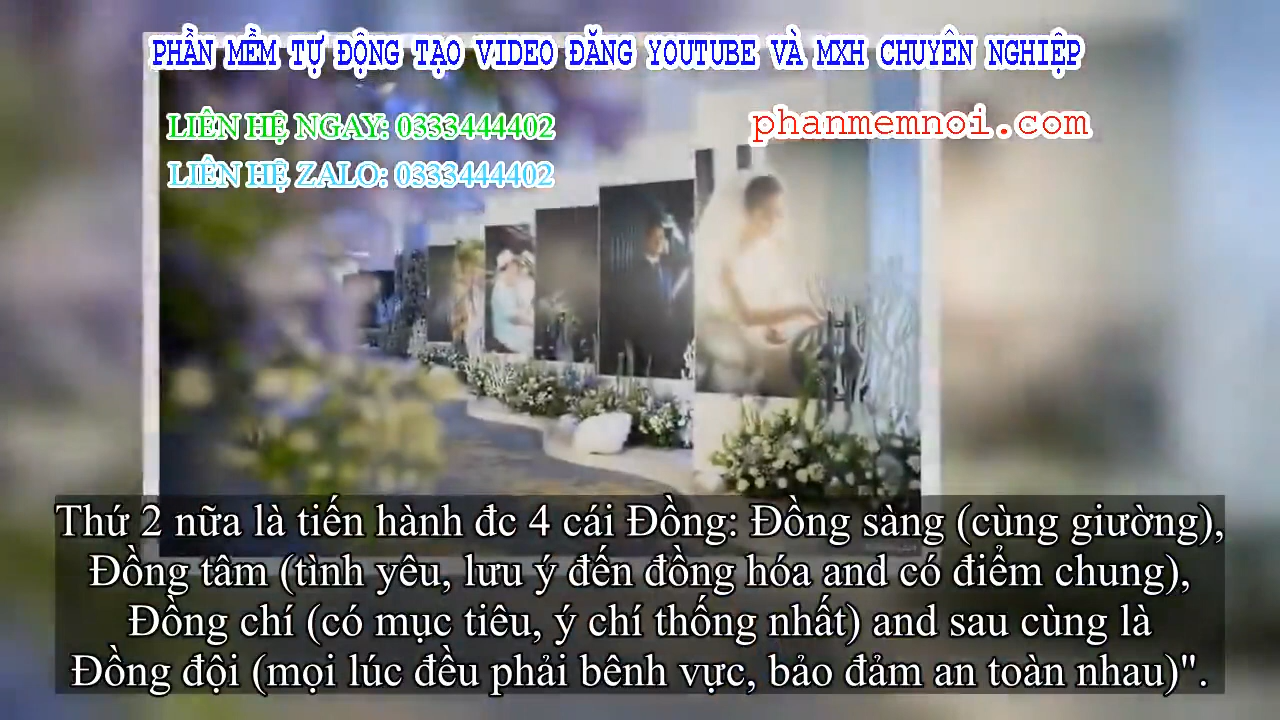 PHẦN MỀM TỰ ĐỘNG TẠO VIDEO ĐĂNG YOUTUBE VÀ MXH CHUYÊN NGHIỆP
LIÊN HỆ NGAY: 0333444402
phanmemnoi.com
LIÊN HỆ ZALO: 0333444402
Thứ 2 nữa là tiến hành đc 4 cái Đồng: Đồng sàng (cùng giường),
Đồng tâm (tình yêu, lưu ý đến đồng hóa and có điểm chung),
Đồng chí (có mục tiêu, ý chí thống nhất) and sau cùng là
Đồng đội (mọi lúc đều phải bênh vực, bảo đảm an toàn nhau)".